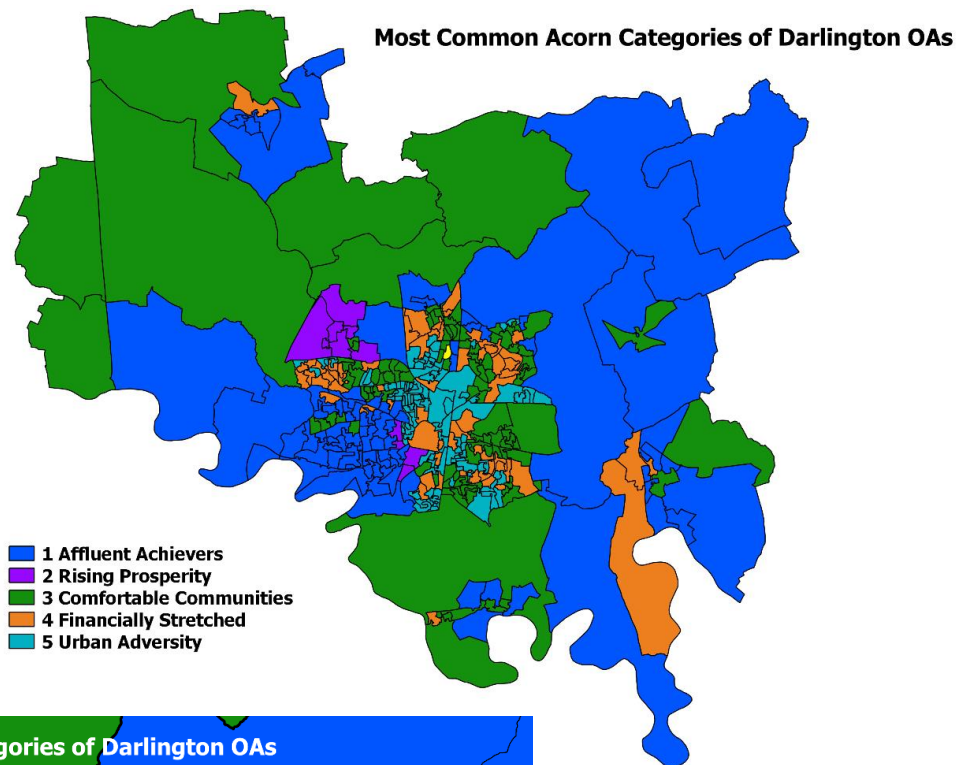 Most Common Acorn Categories of Darlington OAs
1 Affluent Achievers
2 Rising Prosperity
3 Comfortable Communities
4 Financially Stretched
5 Urban Adversity
gories of Darlington OAs